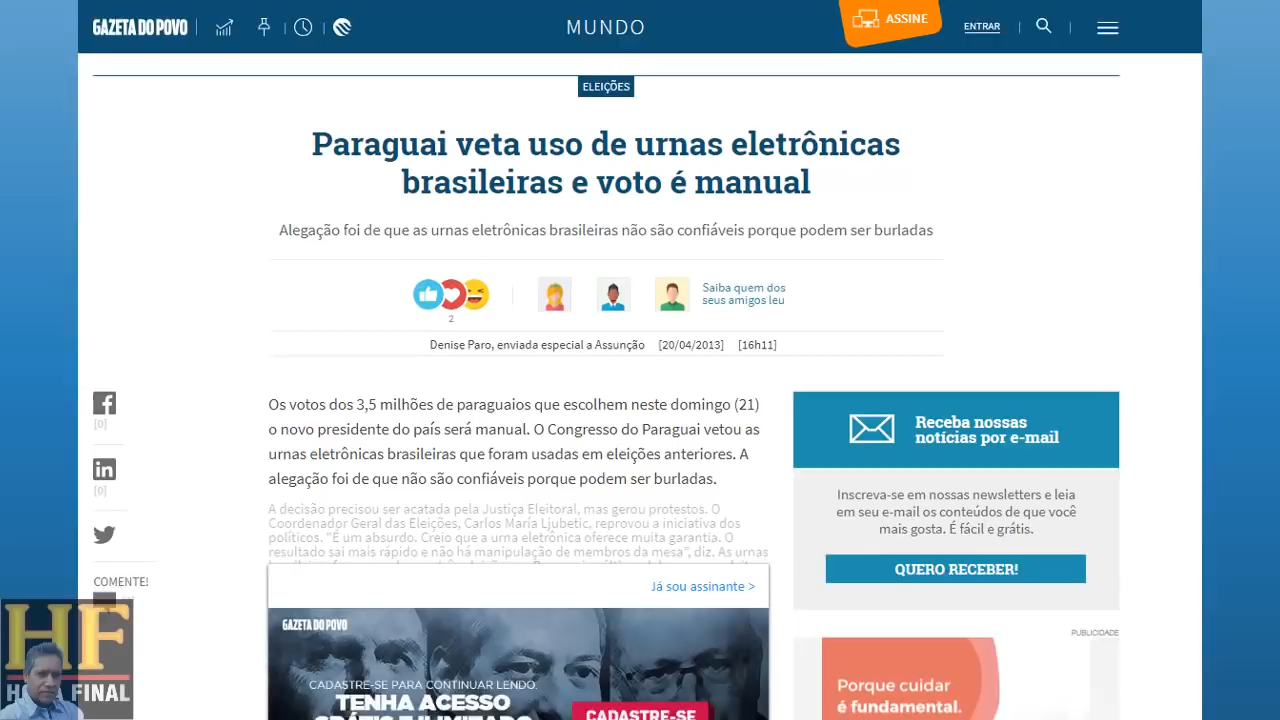 GAZETA DO POVO
MUNDO
ASSINE
ENTRAR
ELEIÇÕES
Paraguai veta uso de urnas eletrônicas
brasileiras e voto é manual
Alegação foi de que as urnas eletrônicas brasileiras não são confiáveis porque podem ser burladas
2
Saiba quem dos
seus amigos leu
Denise Paro, enviada especial a Assunção [20/04/2013] [16h11]
[0]
[0]
COMENTE!
Os votos dos 3,5 milhões de paraguaios que escolhem neste domingo (21)
o novo presidente do país será manual. O Congresso do Paraguai vetou as
urnas eletrônicas brasileiras que foram usadas em eleições anteriores. A
alegação foi de que não são confiáveis porque podem ser burladas.
A decisão precisou ser acatada pela Justiça Eleitoral, mas gerou protestos. O
Coordenador Geral das Eleições, Carlos María Ljubetic, reprovou a iniciativa dos
políticos. "É um absurdo. Creio que a urna eletrônica oferece muita garantia. O
resultado sai mais rápido e não há manipulação de membros da mesa", diz. As urnas
Já sou assinante >
GAZETA DO POVO
CADASTRE-SE PARA CONTINUAR LENDO.
TENHA ACESSO
GRÁTIS E ILIMITADO
CADASTRE-SE
Receba nossas
notícias por e-mail
Inscreva-se em nossas newsletters e leia
em seu e-mail os conteúdos de que você
mais gosta. É fácil e grátis.
QUERO RECEBER!
PUBLICIDADE
Porque cuidar
é fundamental.
HF
FINAL